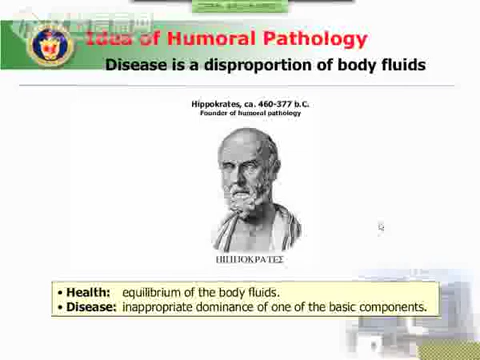 Idea of Humoral Pathology
Disease is a disproportion of body fluids
Hippokrates, ca. 460-377 b.C.
Founder of humoral pathology
ΙΠΠΟΚΡΑΤΕΣ
• Health: equilibrium of the body fluids.
• Disease: inappropriate dominance of one of the basic components.